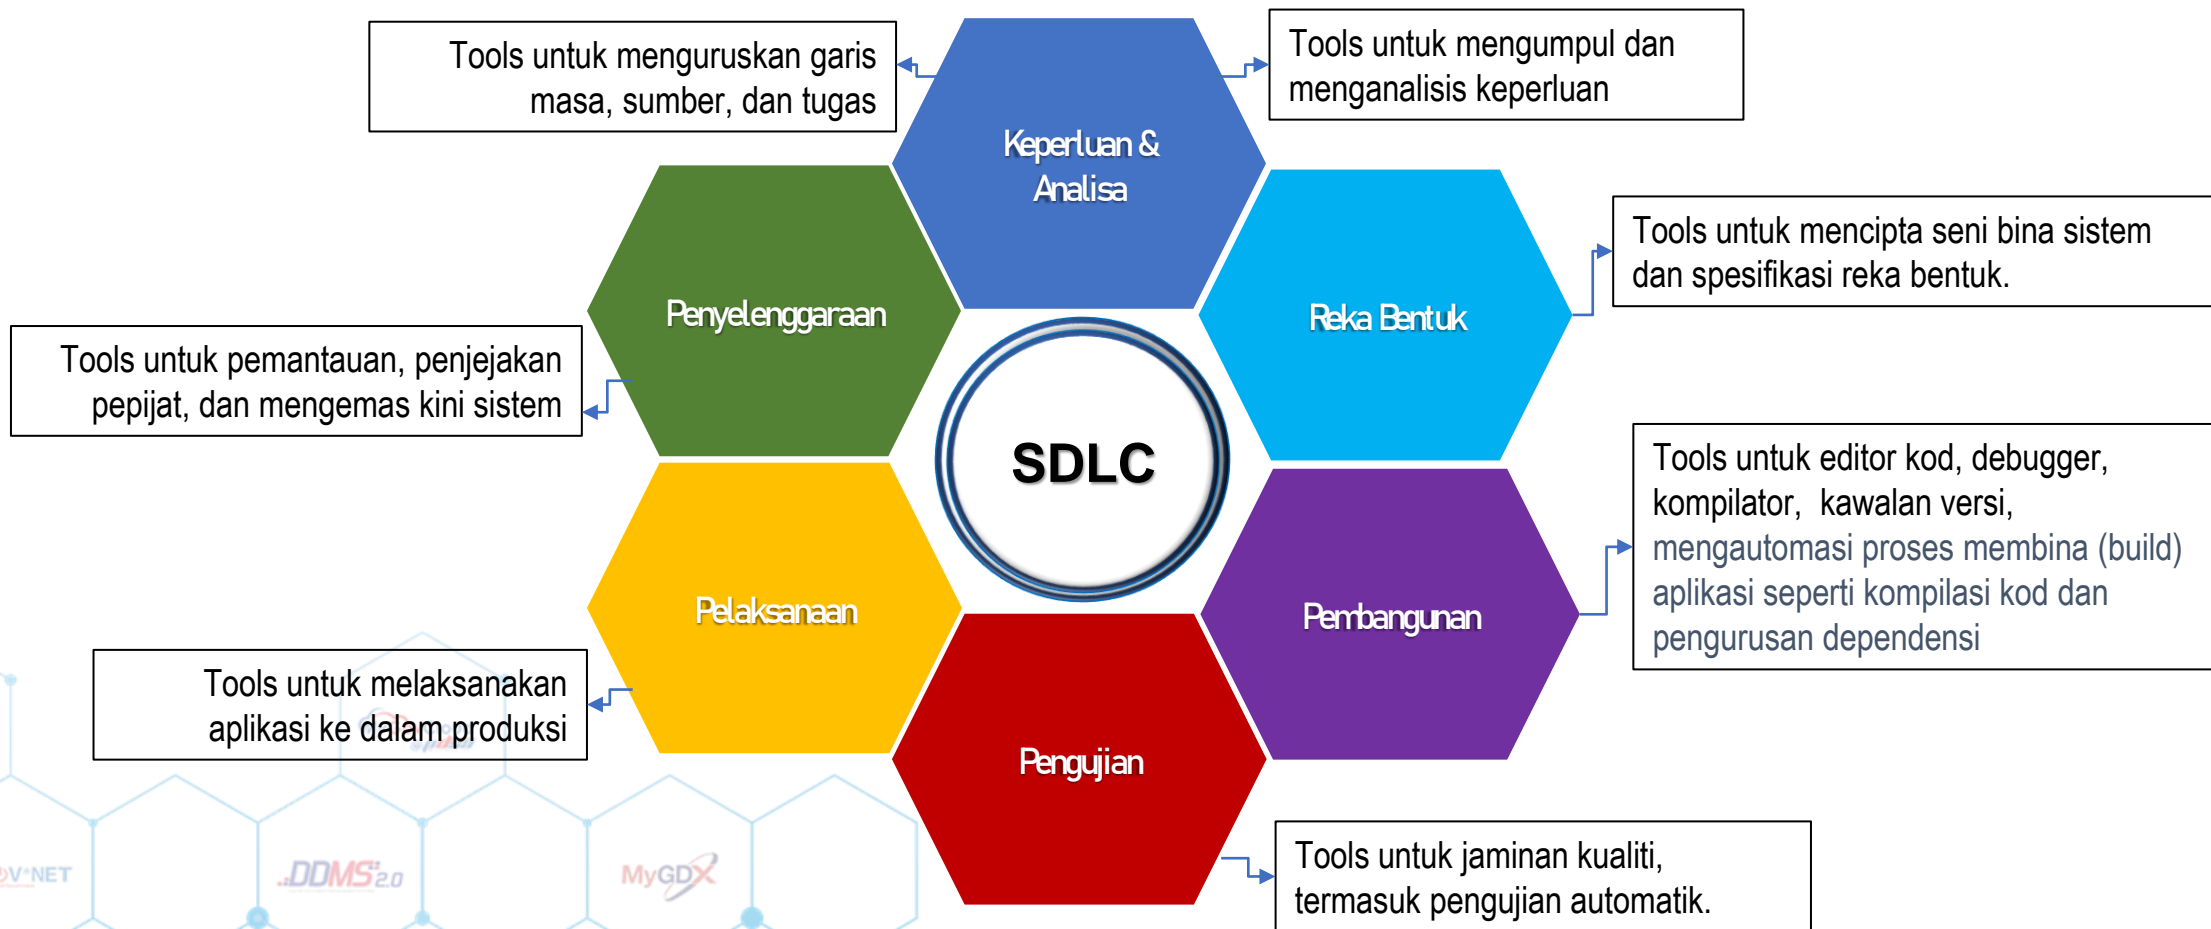 Tools untuk menguruskan garis
masa, sumber, dan tugas
Tools untuk mengumpul dan
menganalisis keperluan
Keperluan &
Analisa
Penyelenggaraan
Reka Bentuk
Tools untuk mencipta seni bina sistem
dan spesifikasi reka bentuk.
Tools untuk pemantauan, penjejakan
pepijat, dan mengemas kini sistem
SDLC
Tools untuk editor kod, debugger,
kompilator,  kawalan versi,
mengautomasi proses membina (build)
aplikasi seperti kompilasi kod dan
pengurusan dependensi
Pelaksanaan
Pembangunan
Tools untuk melaksanakan
aplikasi ke dalam produksi
Pengujian
Tools untuk jaminan kualiti,
termasuk pengujian automatik.
V*NET
DDMS 2.0
MyGDX